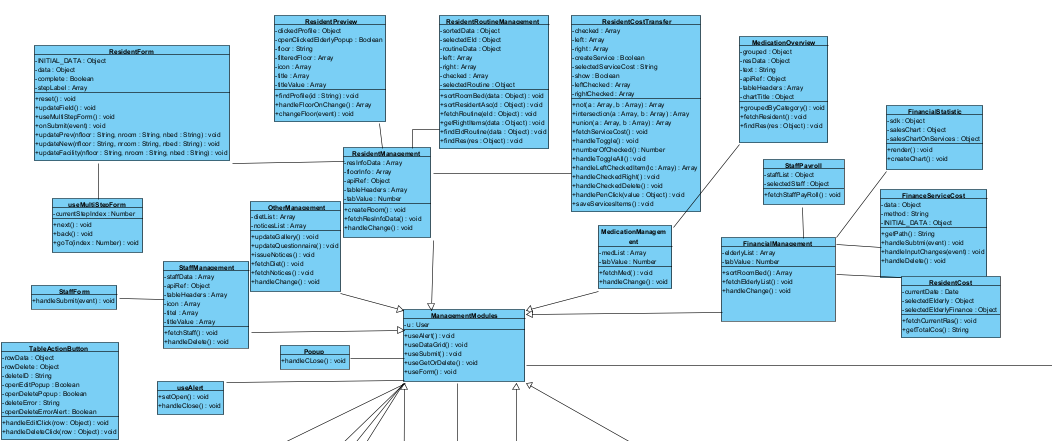 ResidentForm
-INITIAL_DATA : Object
-data : Object
-complete : Boolean
-stepLabel : Array
+reset() : void
+updateField() : void
+useMultiStepForm() : void
+onSubmit(event) : void
+updatePrev(nfloor : String, nroom : String, nbed : String) : void
+updateNew(nfloor : String, nroom : String, nbed : String) : void
+updateFacility(nfloor : String, nroom : String, nbed : String) : void
ResidentPreview
-clickedProfile : Object
-openClickedElderlyPopup : Boolean
-floor : String
-filteredFloor : Array
-icon : Array
-title : Array
-titleValue : Array
+findProfile(id : String) : void
+handleFloorOnChange() : Array
+changeFloor(event) : void
ResidentRoutineManagement
-sortedData : Object
-selectedEId : Object
-routineData : Object
-left : Array
-right : Array
-checked : Array
-selectedRoutine : Object
+sortRoomBed(data : Object) : void
+sortResidentAsc(d : Object) : void
+fetchRoutine(eId : Object) : void
+getRightItems(data : Object) : void
+findEldRoutine(data : Object) : void
+findRes(res : Object) : void
ResidentCostTransfer
-checked : Array
-left : Array
-right : Array
-createService : Boolean
-selectedServiceCost : String
-show : Boolean
-leftChecked : Array
-rightChecked : Array
+not(a : Array, b : Array) : Array
+intersection(a : Array, b : Array) : Array
+union(a : Array, b : Array) : Array
+fetchServiceCost() : void
+handleToggle() : void
+numberOfChecked() : Number
+handleToggleAll() : void
+handleLeftCheckedItem(lc : Array) : Array
+handleCheckedRight() : void
+handleCheckedDelete() : void
+handlePenClick(value : Object) : void
+saveServicesItems() : void
MedicationOverview
-grouped : Object
-resData : Object
-text : String
-apiRef : Object
-tableHeaders : Array
-chartTitle : Object
+groupedByCategory() : void
+fetchResident() : void
+findRes(res : Object) : void
FinancialStatistic
-sdk : Object
-salesChart : Object
-salesChartOnServices : Object
+render() : void
+createChart() : void
StaffPayroll
-staffList : Object
-selectedStaff : Object
+fetchStaffPayRoll() : void
FinanceServiceCost
-data : Object
-method : String
-INITIAL_DATA : Object
+getPath() : String
+handleSubmti(event) : void
+handleInputChanges(event) : void
+handleDelete() : void
ResidentManagement
-resInfoData : Array
-floorInfo : Array
-apiRef : Object
-tableHeaders : Array
-tabValue : Number
+createRoom() : void
+fetchResInfoData() : void
+handleChange() : void
useMultiStepForm
-currentStepIndex : Number
+next() : void
+back() : void
+goTo(index : Number) : void
OtherManagement
-dietList : Array
-noticesList : Array
+updateGallery() : void
+updateQuestionnaire() : void
+issueNotices() : void
+fetchDiet() : void
+fetchNotices() : void
+handleChange() : void
MedicationManagem
ent
-medList : Array
-tabValue : Number
+fetchMed() : void
+handleChange() : void
FinancialManagement
-elderlyList : Array
-tabValue : Number
+sortRoomBed() : Array
+fetchElderlyList() : void
+handleChange() : void
ResidentCost
-currentDate : Date
-selectedElderly : Object
-selectedElderlyFinance : Object
+fetchCurrentRas() : void
+getTotalCos() : String
StaffManagement
-staffData : Array
-apiRef : Object
-tableHeaders : Array
-icon : Array
-titel : Array
-titleValue : Array
+fetchStaff() : void
+handleDelete() : void
StaffForm
+handleSubmit(event) : void
ManagementModules
-u : User
+useAlert() : void
+useDataGrid() : void
+useSubmit() : void
+useGetOrDelete() : void
+useForm() : void
Popup
+handleCLose() : void
TableActionButton
-rowData : Object
-rowDelete : Object
-deleteID : String
-openEditPopup : Boolean
-openDeletePopup : Boolean
-deleteError : String
-openDeleteErrorAlert : Boolean
+handleEditClick(row : Object) : void
+handleDeleteClick(row : Object) : void
useAlert
+setOpen() : void
+handleClose() : void